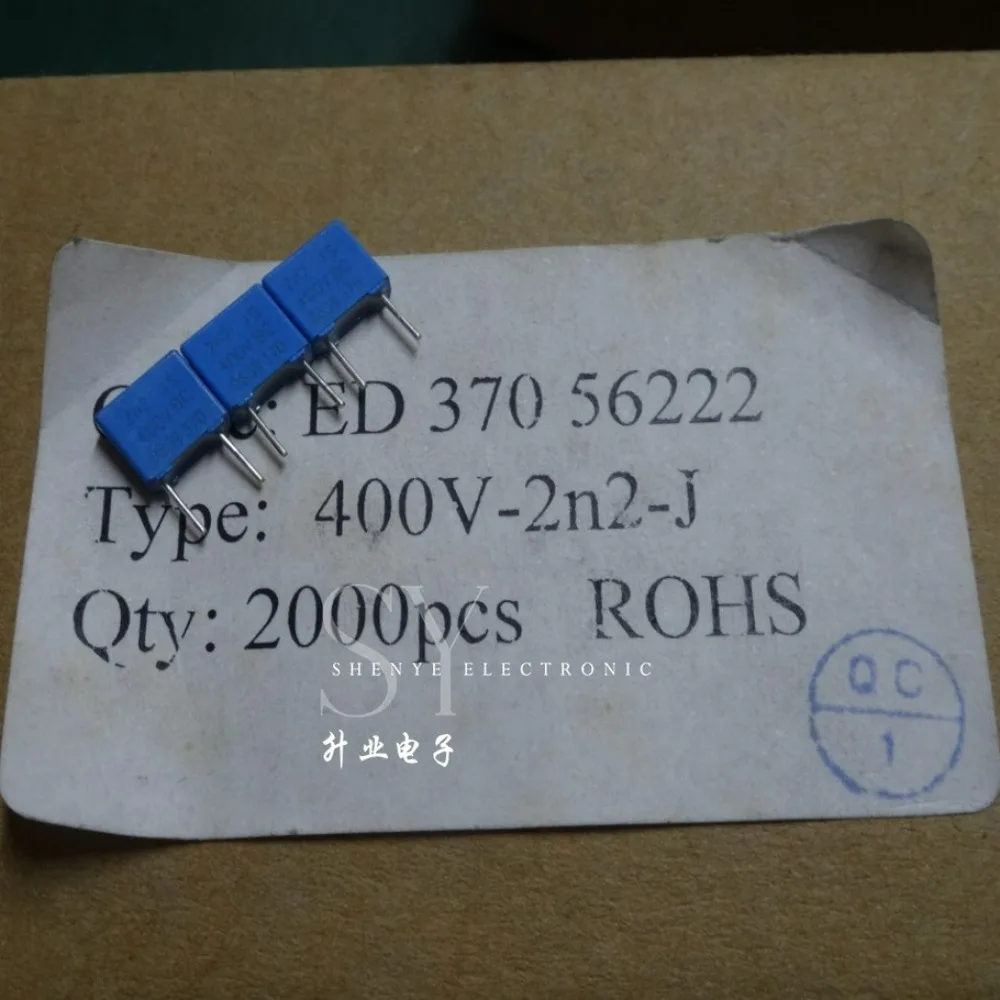 ED 370 56222
Type: 400V-2n2-J
Qty: 2000pcs ROHS
SY
SHENYE ELECTRONIC
升业电子
QC
1